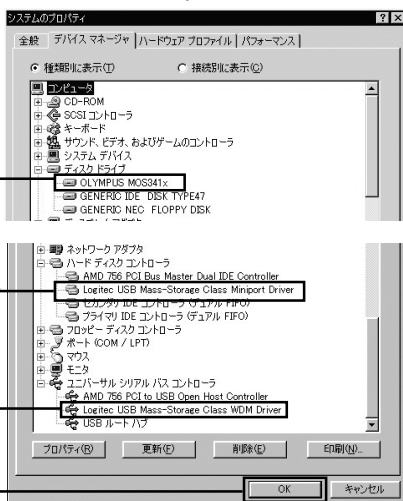 システムのプロパティ
全般 デバイス マネージャ ハードウェア プロファイル パフォーマンス
種類別に表示(T) 接続別に表示(C)
コンピュータ
CD-ROM
SCSI コントローラ
キーボード
サウンド、ビデオ、およびゲームのコントローラ
システム デバイス
ディスク ドライブ
OLYMPUS MOS341x
GENERIC IDE DISK TYPE47
GENERIC NEC FLOPPY DISK
ネットワーク アダプタ
ハード ディスク コントローラ
AMD 756 PCI Bus Master Dual IDE Controller
Logitec USB Mass-Storage Class Miniport Driver
セカンダリ IDE コントローラ (デュアル FIFO)
プライマリ IDE コントローラ (デュアル FIFO)
フロッピー ディスク コントローラ
ポート (COM / LPT)
マウス
モニタ
ユニバーサル シリアル バス コントローラ
AMD 756 PCI to USB Open Host Controller
Logitec USB Mass-Storage Class WDM Driver
USB ルート ハブ
プロパティ(R) 更新(F) 削除(E) 印刷(N)...
OK キャンセル